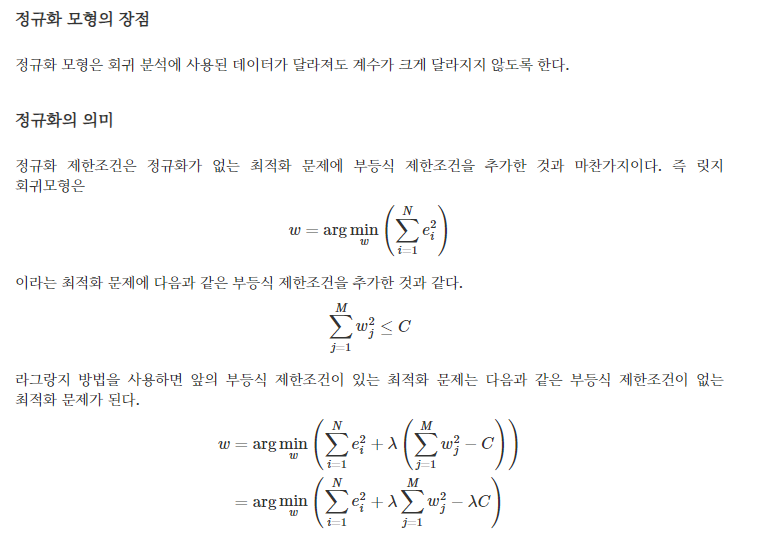 정규화 모형의 장점
정규화 모형은 회귀 분석에 사용된 데이터가 달라져도 계수가 크게 달라지지 않도록 한다.
정규화의 의미
정규화 제한조건은 정규화가 없는 최적화 문제에 부등식 제한조건을 추가한 것과 마찬가지이다. 즉 릿지
회귀모형은
$w = \arg\min_w \left( \sum_{i=1}^N e_i^2 \right)$
이라는 최적화 문제에 다음과 같은 부등식 제한조건을 추가한 것과 같다.
$\sum_{j=1}^M w_j^2 \leq C$
라그랑지 방법을 사용하면 앞의 부등식 제한조건이 있는 최적화 문제는 다음과 같은 부등식 제한조건이 없는
최적화 문제가 된다.
$w = \arg\min_w \left( \sum_{i=1}^N e_i^2 + \lambda \left( \sum_{j=1}^M w_j^2 - C \right) \right)$
$= \arg\min_w \left( \sum_{i=1}^N e_i^2 + \lambda \sum_{j=1}^M w_j^2 - \lambda C \right)$